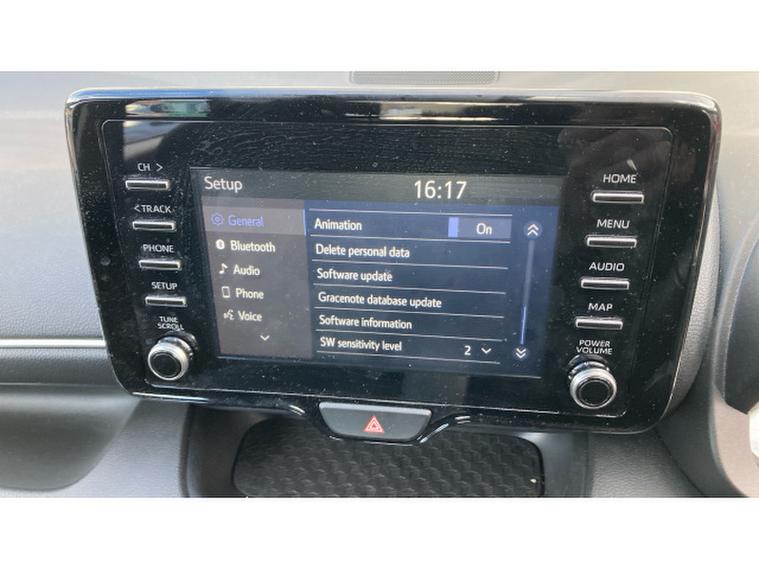 CH >
< TRACK
PHONE
SETUP
TUNE
SCROLL
Setup
16:17
General
Bluetooth
Audio
Phone
Voice
Animation On
Delete personal data
Software update
Gracenote database update
Software information
SW sensitivity level 2
HOME
MENU
AUDIO
MAP
POWER
VOLUME